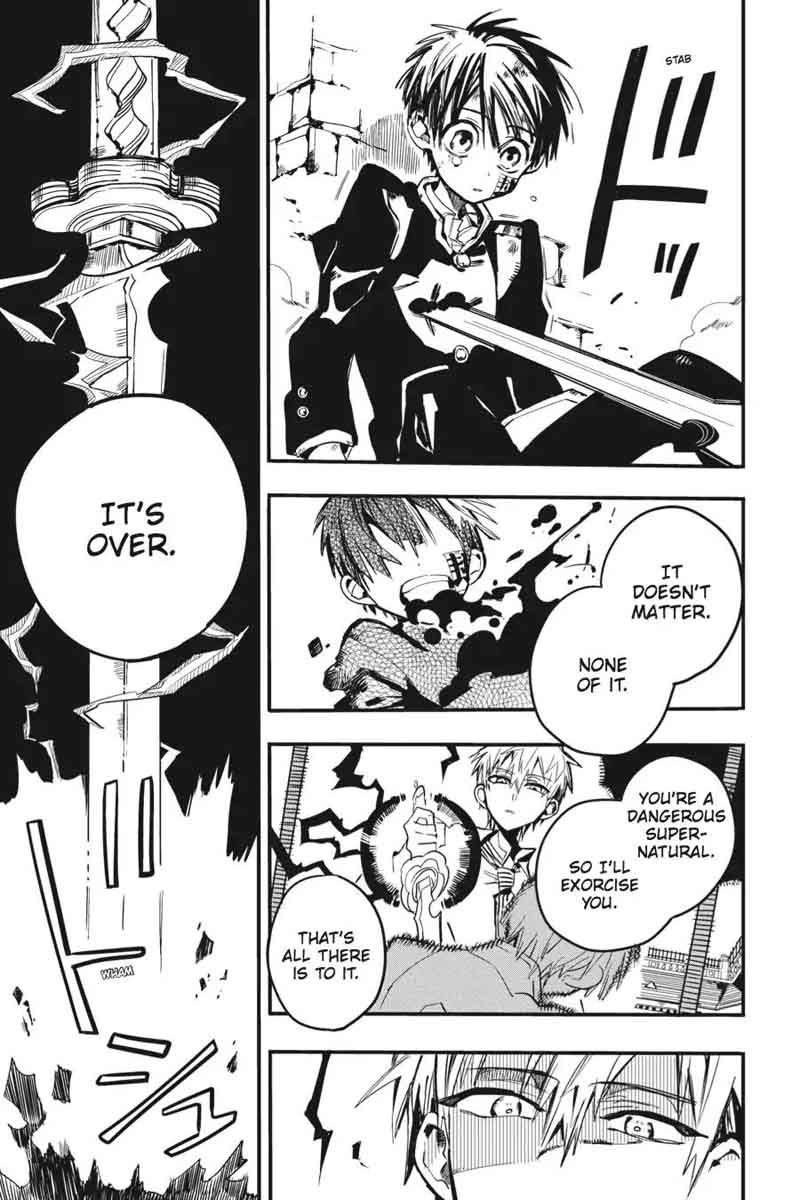 STAB
ドッ
IT
DOESN'T
MATTER.
NONE
OF IT.
YOU'RE A
DANGEROUS
SUPER-
NATURAL.
SO I'LL
EXORCISE
YOU.
THAT'S
ALL THERE
IS TO IT.
IT'S
OVER.
WHAM
ドシュ